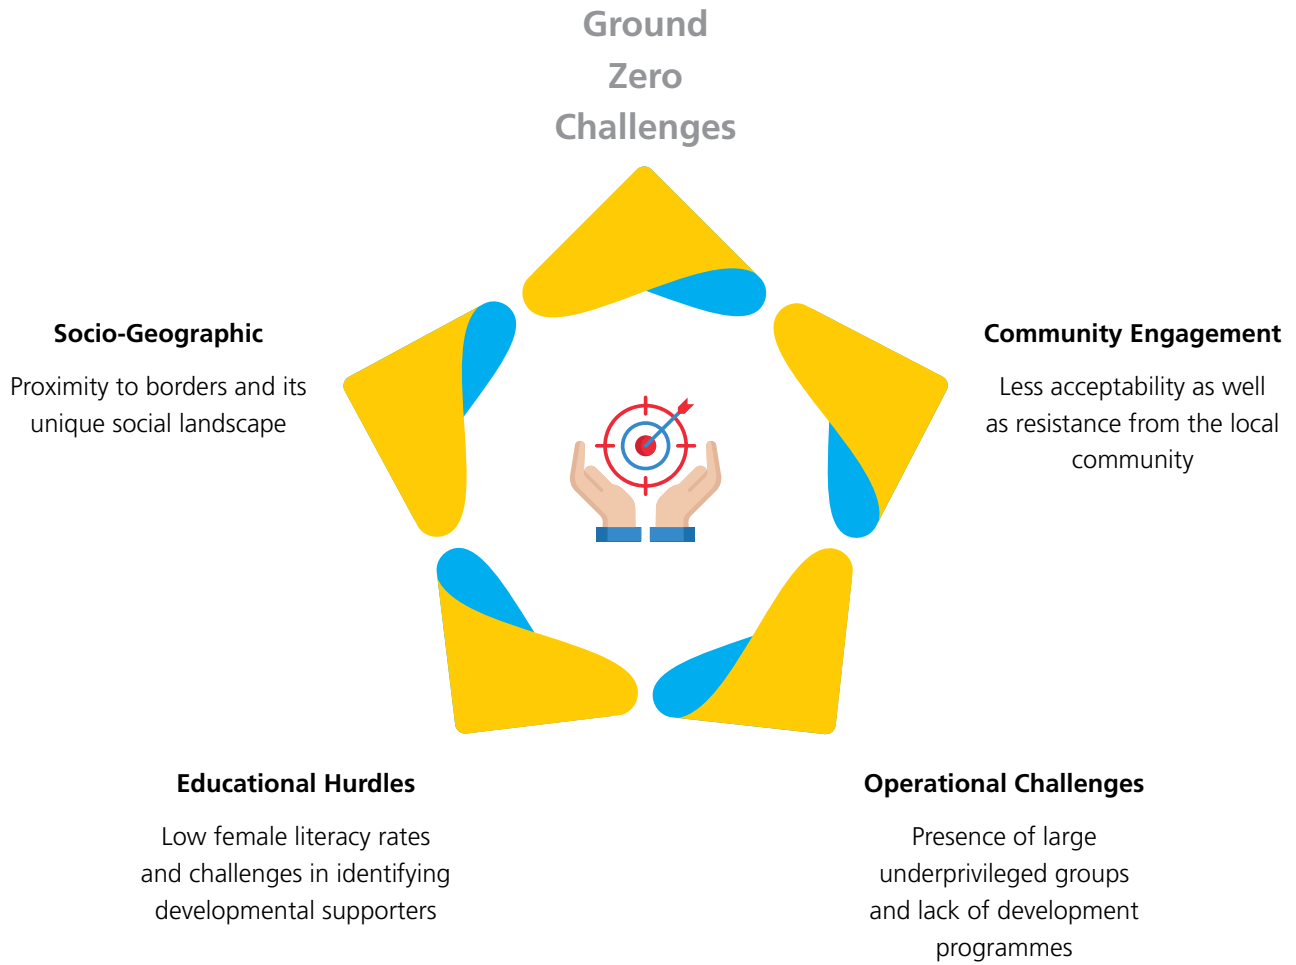 Ground
Zero
Challenges
Socio-Geographic
Proximity to borders and its
unique social landscape
Community Engagement
Less acceptability as well
as resistance from the local
community
Educational Hurdles
Low female literacy rates
and challenges in identifying
developmental supporters
Operational Challenges
Presence of large
underprivileged groups
and lack of development
programmes